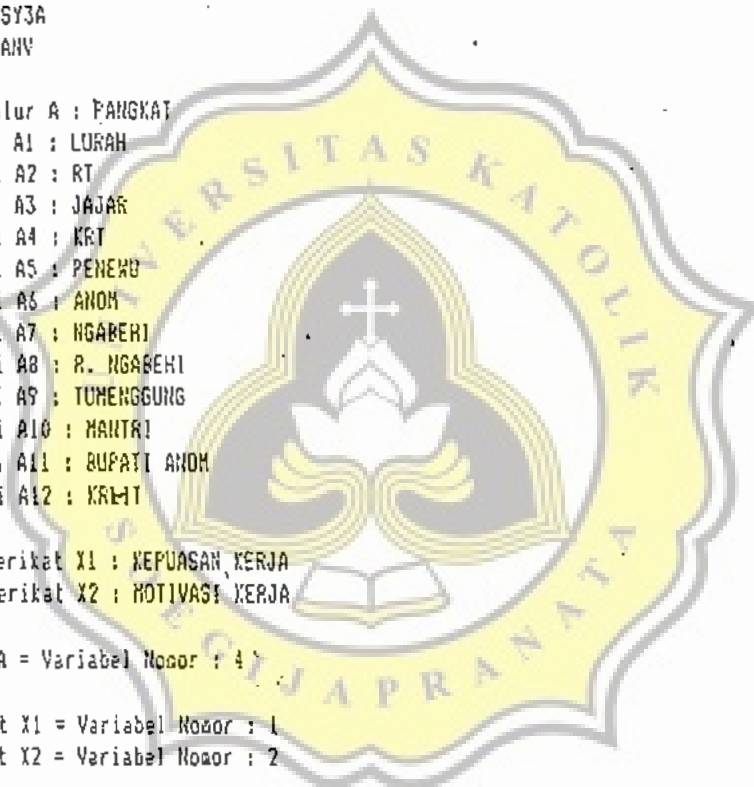 SY3A
ANV
lur A : PANGKAT
A1 : LURAH
A2 : RT
A3 : JAJAR
A4 : KRT
A5 : PENEWU
A6 : ANOM
A7 : NGABEHI
A8 : R. NGABEHI
A9 : TUMENGGUNG
A10 : MANTRI
A11 : BUPATI ANOM
A12 :
erikat X1 : KEPUASAN KERJA
erikat X2 : MOTIVASI KERJA
A = Variabel Nomor : 4
t X1 = Variabel Nomor : 1
t X2 = Variabel Nomor : 2
UNIVERSITAS KATOLIK
SOEGIJAPRANATA